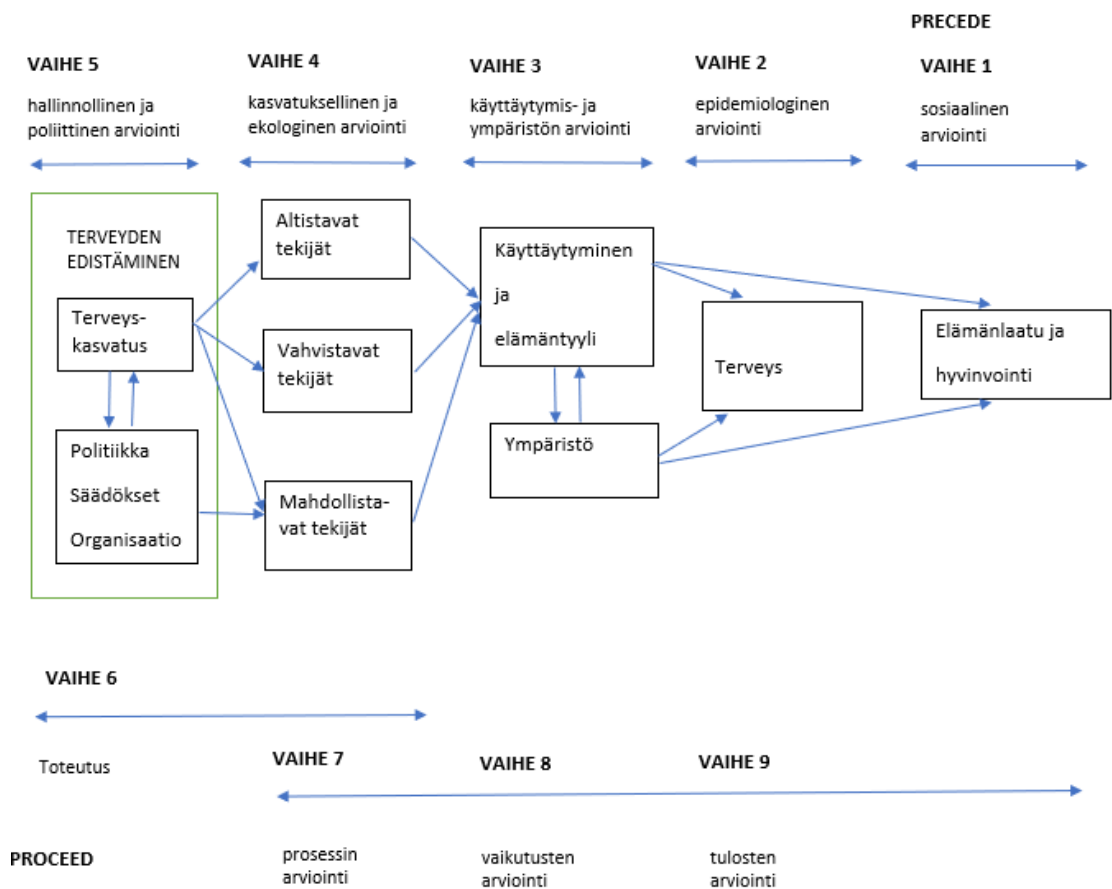 PRECEDE
VAIHE 5
hallinnollinen ja
poliittinen arviointi
VAIHE 4
kasvatuksellinen ja
ekologinen arviointi
VAIHE 3
käyttäytymis- ja
ympäristön arviointi
VAIHE 2
epidemiologinen
arviointi
VAIHE 1
sosiaalinen
arviointi
TERVEYDEN
EDISTÄMINEN
Terveys-
kasvatus
Politiikka
Säädökset
Organisaatio
Altistavat
tekijät
Vahvistavat
tekijät
Mahdollista-
vat tekijät
Käyttäytyminen
ja
elämäntyyli
Ympäristö
Terveys
Elämänlaatu ja
hyvinvointi
VAIHE 6
Toteutus
VAIHE 7
VAIHE 8
VAIHE 9
PROCEED
prosessin
arviointi
vaikutusten
arviointi
tulosten
arviointi